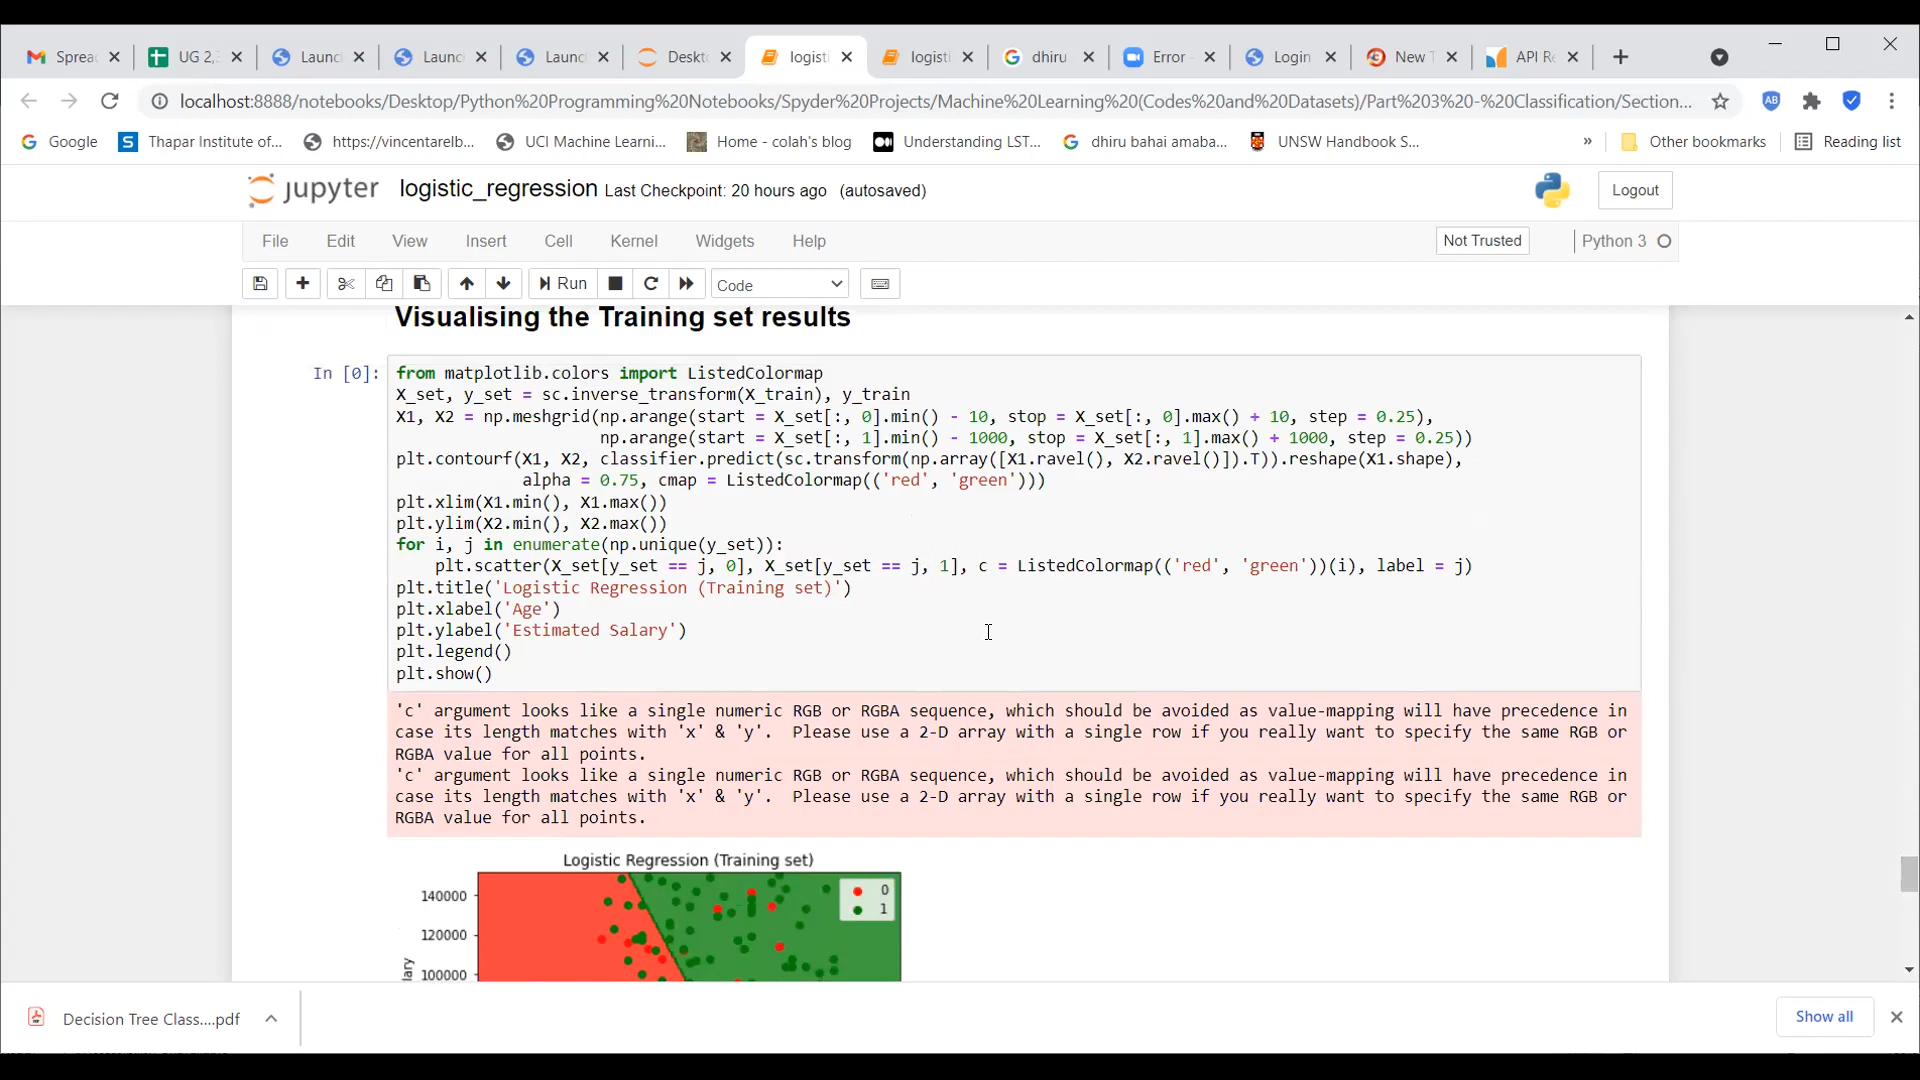 Sprea
UG 2,
Launc
Launc
Launc
Deskt
logisti
logisti
dhiru
Error -
Login
New T
API Re
localhost:8888/notebooks/Desktop/Python%20Programming%20Notebooks/Spyder%20Projects/Machine%20Learning%20(Codes%20and%20Datasets)/Part%203%20-%20Classification/Section...
AB
Google
Thapar Institute of...
https://vincentarelb...
UCI Machine Learni...
Home - colah's blog
Understanding LST...
dhiru bahai amaba...
UNSW Handbook S...
»
Other bookmarks
Reading list
jupyter
logistic_regression Last Checkpoint: 20 hours ago (autosaved)
Logout
File
Edit
View
Insert
Cell
Kernel
Widgets
Help
Not Trusted
Python 3
Run
Code
Visualising the Training set results
In [0]:
from matplotlib.colors import ListedColormap
X_set, y_set = sc.inverse_transform(X_train), y_train
X1, X2 = np.meshgrid(np.arange(start = X_set[:, 0].min() - 10, stop = X_set[:, 0].max() + 10, step = 0.25),
np.arange(start = X_set[:, 1].min() - 1000, stop = X_set[:, 1].max() + 1000, step = 0.25))
plt.contourf(X1, X2, classifier.predict(sc.transform(np.array([X1.ravel(), X2.ravel()]).T)).reshape(X1.shape),
alpha = 0.75, cmap = ListedColormap(('red', 'green')))
plt.xlim(X1.min(), X1.max())
plt.ylim(X2.min(), X2.max())
for i, j in enumerate(np.unique(y_set)):
plt.scatter(X_set[y_set == j, 0], X_set[y_set == j, 1], c = ListedColormap(('red', 'green'))(i), label = j)
plt.title('Logistic Regression (Training set)')
plt.xlabel('Age')
plt.ylabel('Estimated Salary')
plt.legend()
plt.show()
'c' argument looks like a single numeric RGB or RGBA sequence, which should be avoided as value-mapping will have precedence in
case its length matches with 'x' & 'y'.  Please use a 2-D array with a single row if you really want to specify the same RGB or
RGBA value for all points.
'c' argument looks like a single numeric RGB or RGBA sequence, which should be avoided as value-mapping will have precedence in
case its length matches with 'x' & 'y'.  Please use a 2-D array with a single row if you really want to specify the same RGB or
RGBA value for all points.
Logistic Regression (Training set)
140000
120000
100000
0
1
lary
Decision Tree Class....pdf
Show all